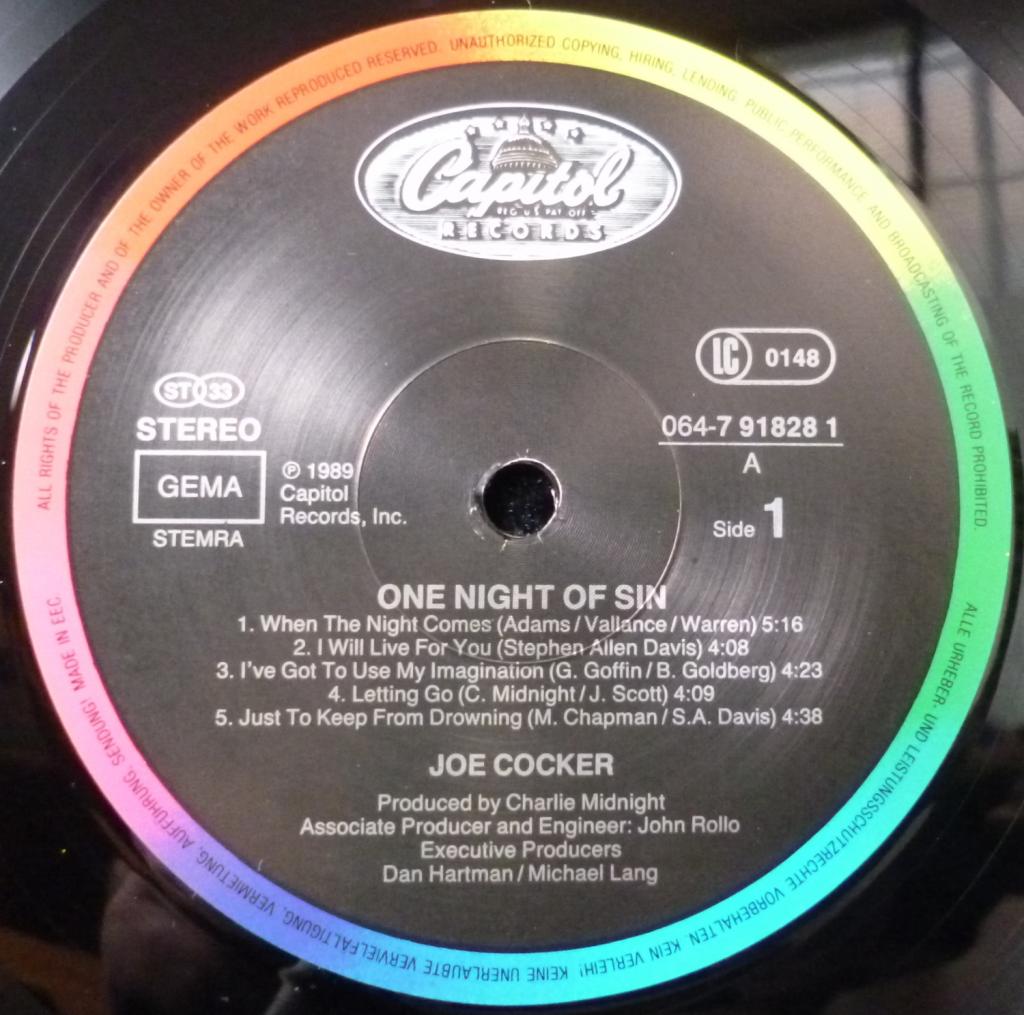 ALL RIGHTS OF THE PRODUCER AND OF THE OWNER OF THE WORK REPRODUCED RESERVED. UNAUTHORIZED COPYING, HIRING, LENDING, PUBLIC PERFORMANCE AND BROADCASTING OF THE RECORD PROHIBITED.
Capitol
REG. U.S. PAT. OFF.
RECORDS
LC 0148
ST 33
STEREO
GEMA
STEMRA
℗ 1989
Capitol
Records, Inc.
064-7 91828 1
A
Side 1
ONE NIGHT OF SIN
1. When The Night Comes (Adams / Vallance / Warren) 5:16
2. I Will Live For You (Stephen Allen Davis) 4:08
3. I've Got To Use My Imagination (G. Goffin / B. Goldberg) 4:23
4. Letting Go (C. Midnight / J. Scott) 4:09
5. Just To Keep From Drowning (M. Chapman / S.A. Davis) 4:38
JOE COCKER
Produced by Charlie Midnight
Associate Producer and Engineer: John Rollo
Executive Producers
Dan Hartman / Michael Lang
ALLE URHEBER- UND LEISTUNGSSCHUTZRECHTE VORBEHALTEN. KEIN VERLEIH! KEINE UNERLAUBTE VERVIELFÄLTIGUNG, VERMIETUNG, AUFFÜHRUNG, SENDUNG! MADE IN EEC.